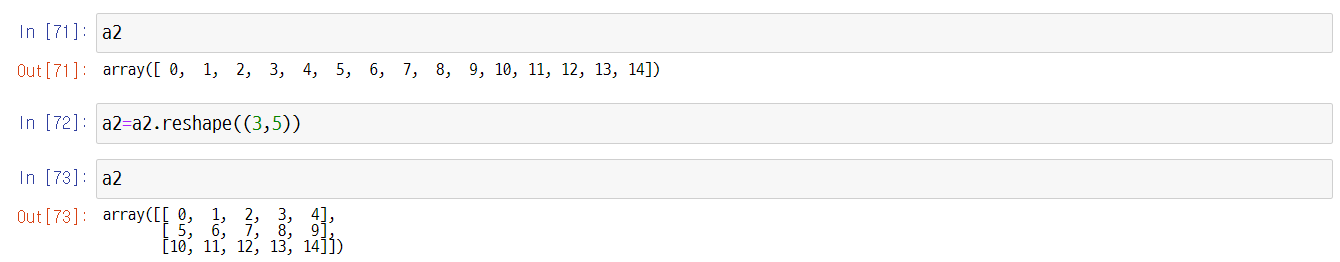 In [71]: a2
Out[71]: array([ 0,  1,  2,  3,  4,  5,  6,  7,  8,  9, 10, 11, 12, 13, 14])
In [72]: a2=a2.reshape((3,5))
In [73]: a2
Out[73]: array([[ 0,  1,  2,  3,  4],
[ 5,  6,  7,  8,  9],
[10, 11, 12, 13, 14]])